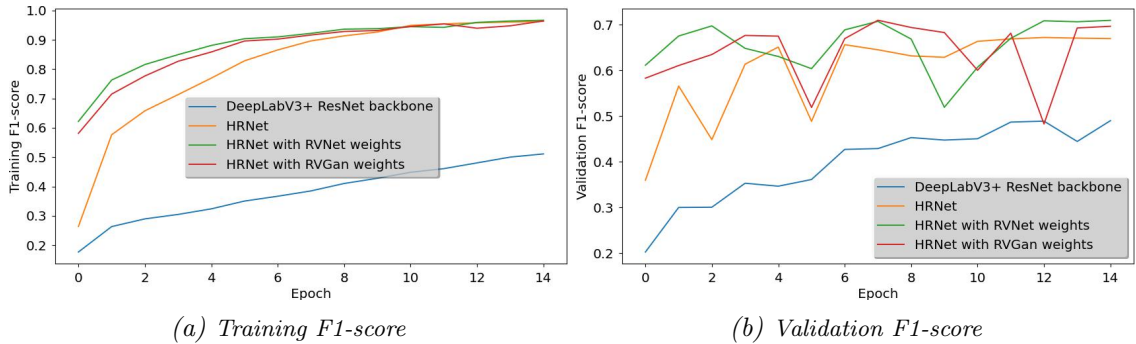 Training F1-score
1.0
0.9
0.8
0.7
0.6
0.5
0.4
0.3
0.2
DeepLabV3+ ResNet backbone
HRNet
HRNet with RVNet weights
HRNet with RVGan weights
0 2 4 6 8 10 12 14
Epoch
(a) Training F1-score
Validation F1-score
0.7
0.6
0.5
0.4
0.3
0.2
DeepLabV3+ ResNet backbone
HRNet
HRNet with RVNet weights
HRNet with RVGan weights
0 2 4 6 8 10 12 14
Epoch
(b) Validation F1-score